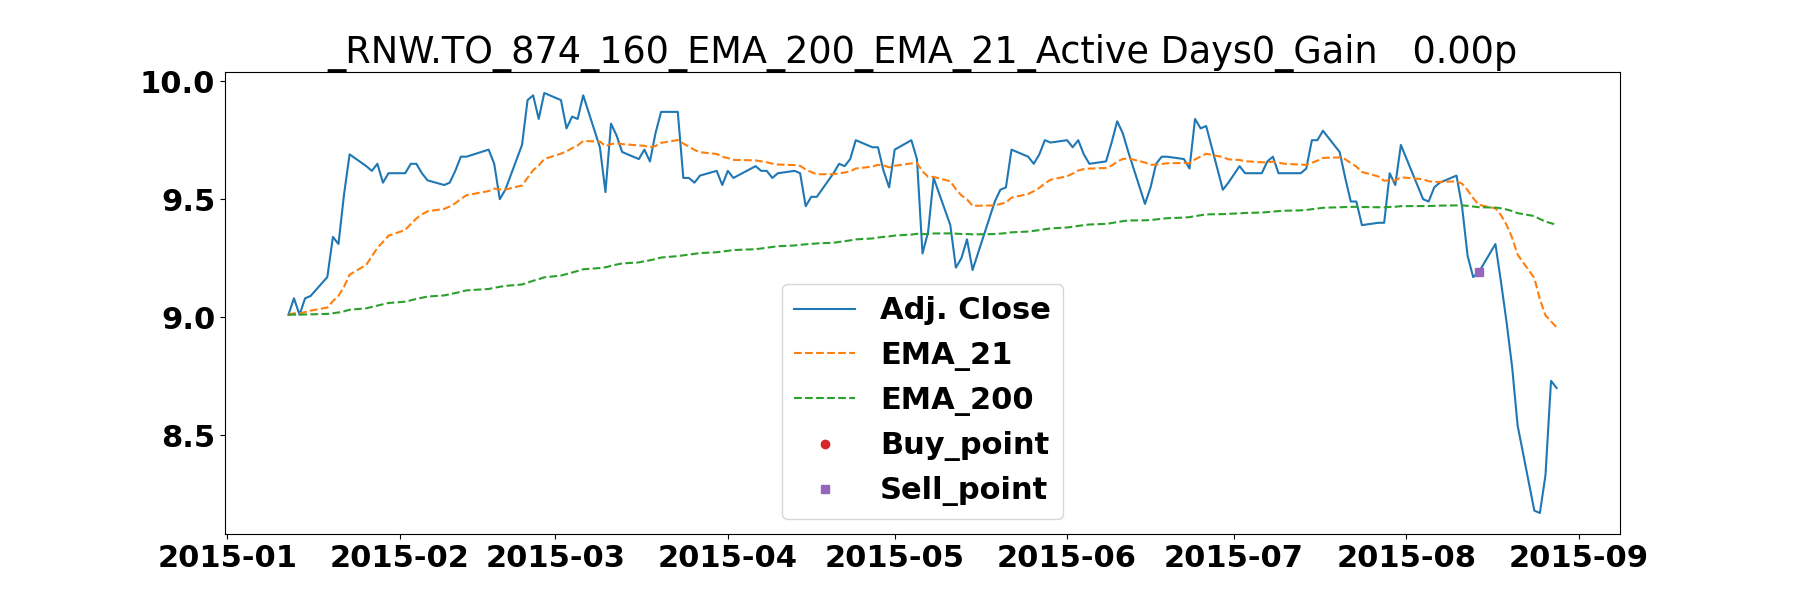 _RNW.TO_874_160_EMA_200_EMA_21_Active Days0_Gain   0.00p
10.0
9.5
9.0
8.5
Adj. Close
EMA_21
EMA_200
Buy_point
Sell_point
2015-01 2015-02 2015-03 2015-04 2015-05 2015-06 2015-07 2015-08 2015-09